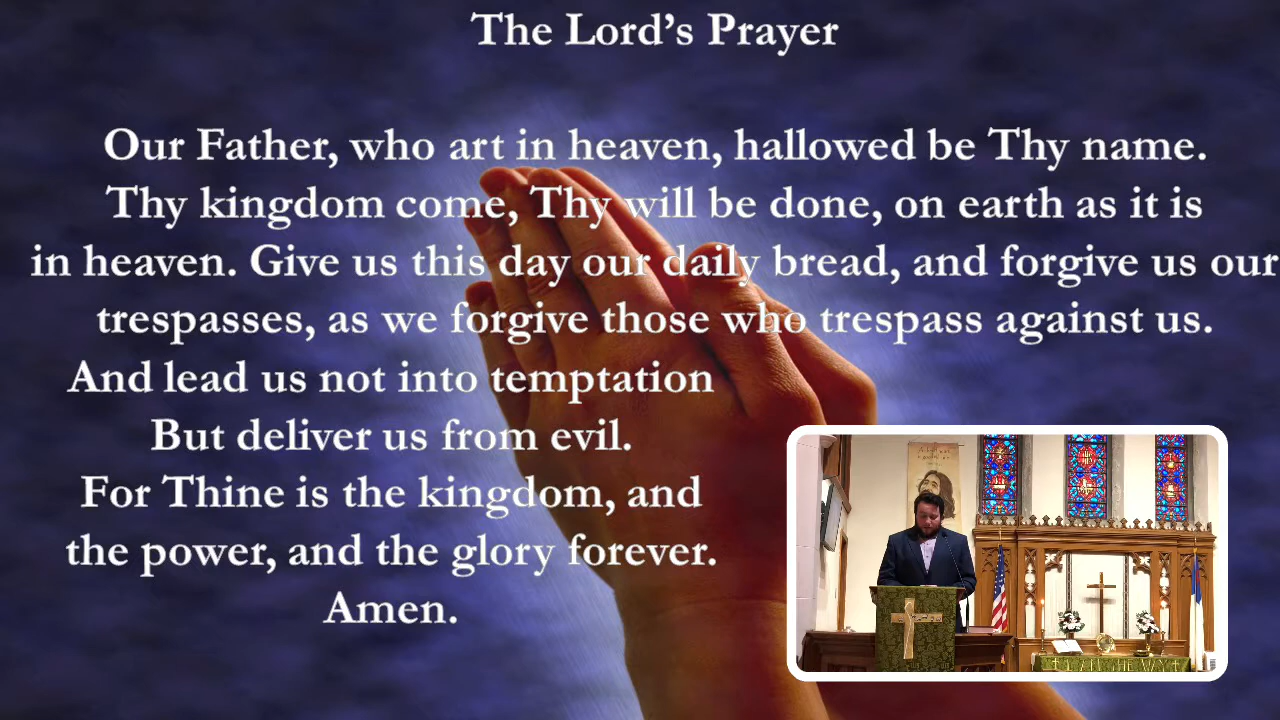 The Lord’s Prayer
Our Father, who art in heaven, hallowed be Thy name.
Thy kingdom come, Thy will be done, on earth as it is
in heaven. Give us this day our daily bread, and forgive us our
trespasses, as we forgive those who trespass against us.
And lead us not into temptation
But deliver us from evil.
For Thine is the kingdom, and
the power, and the glory forever.
Amen.
THE WAY